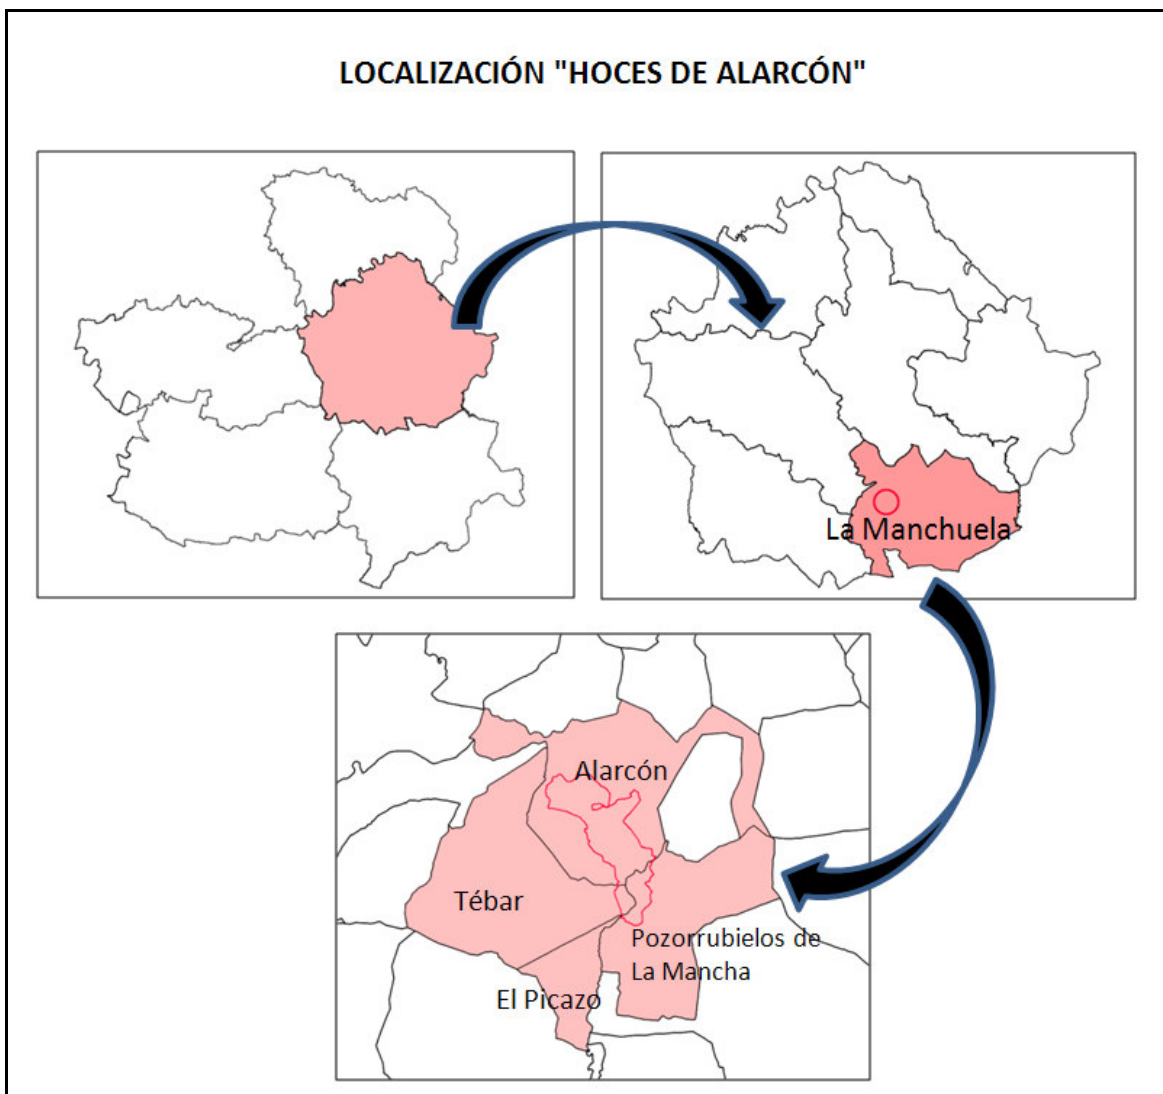 LOCALIZACIÓN "HOCES DE ALARCÓN"
La Manchuela
Alarcón
Tébar
Pozorrubielos de
La Mancha
El Picazo